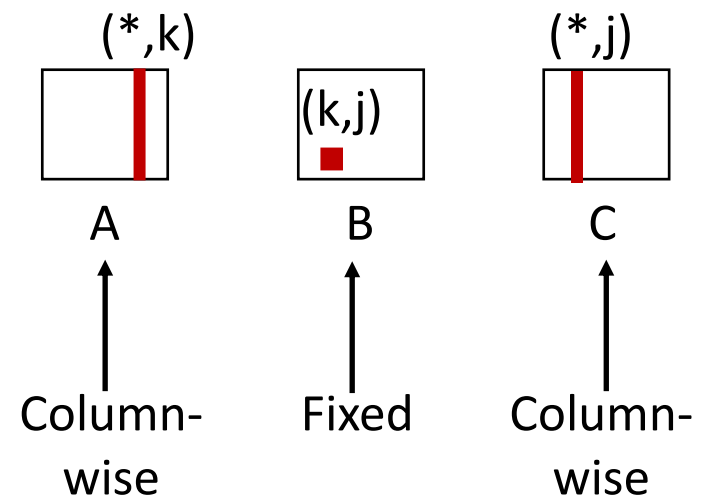 (*,k)
(k,j)
(*,j)
A
B
C
Column-
wise
Fixed
Column-
wise